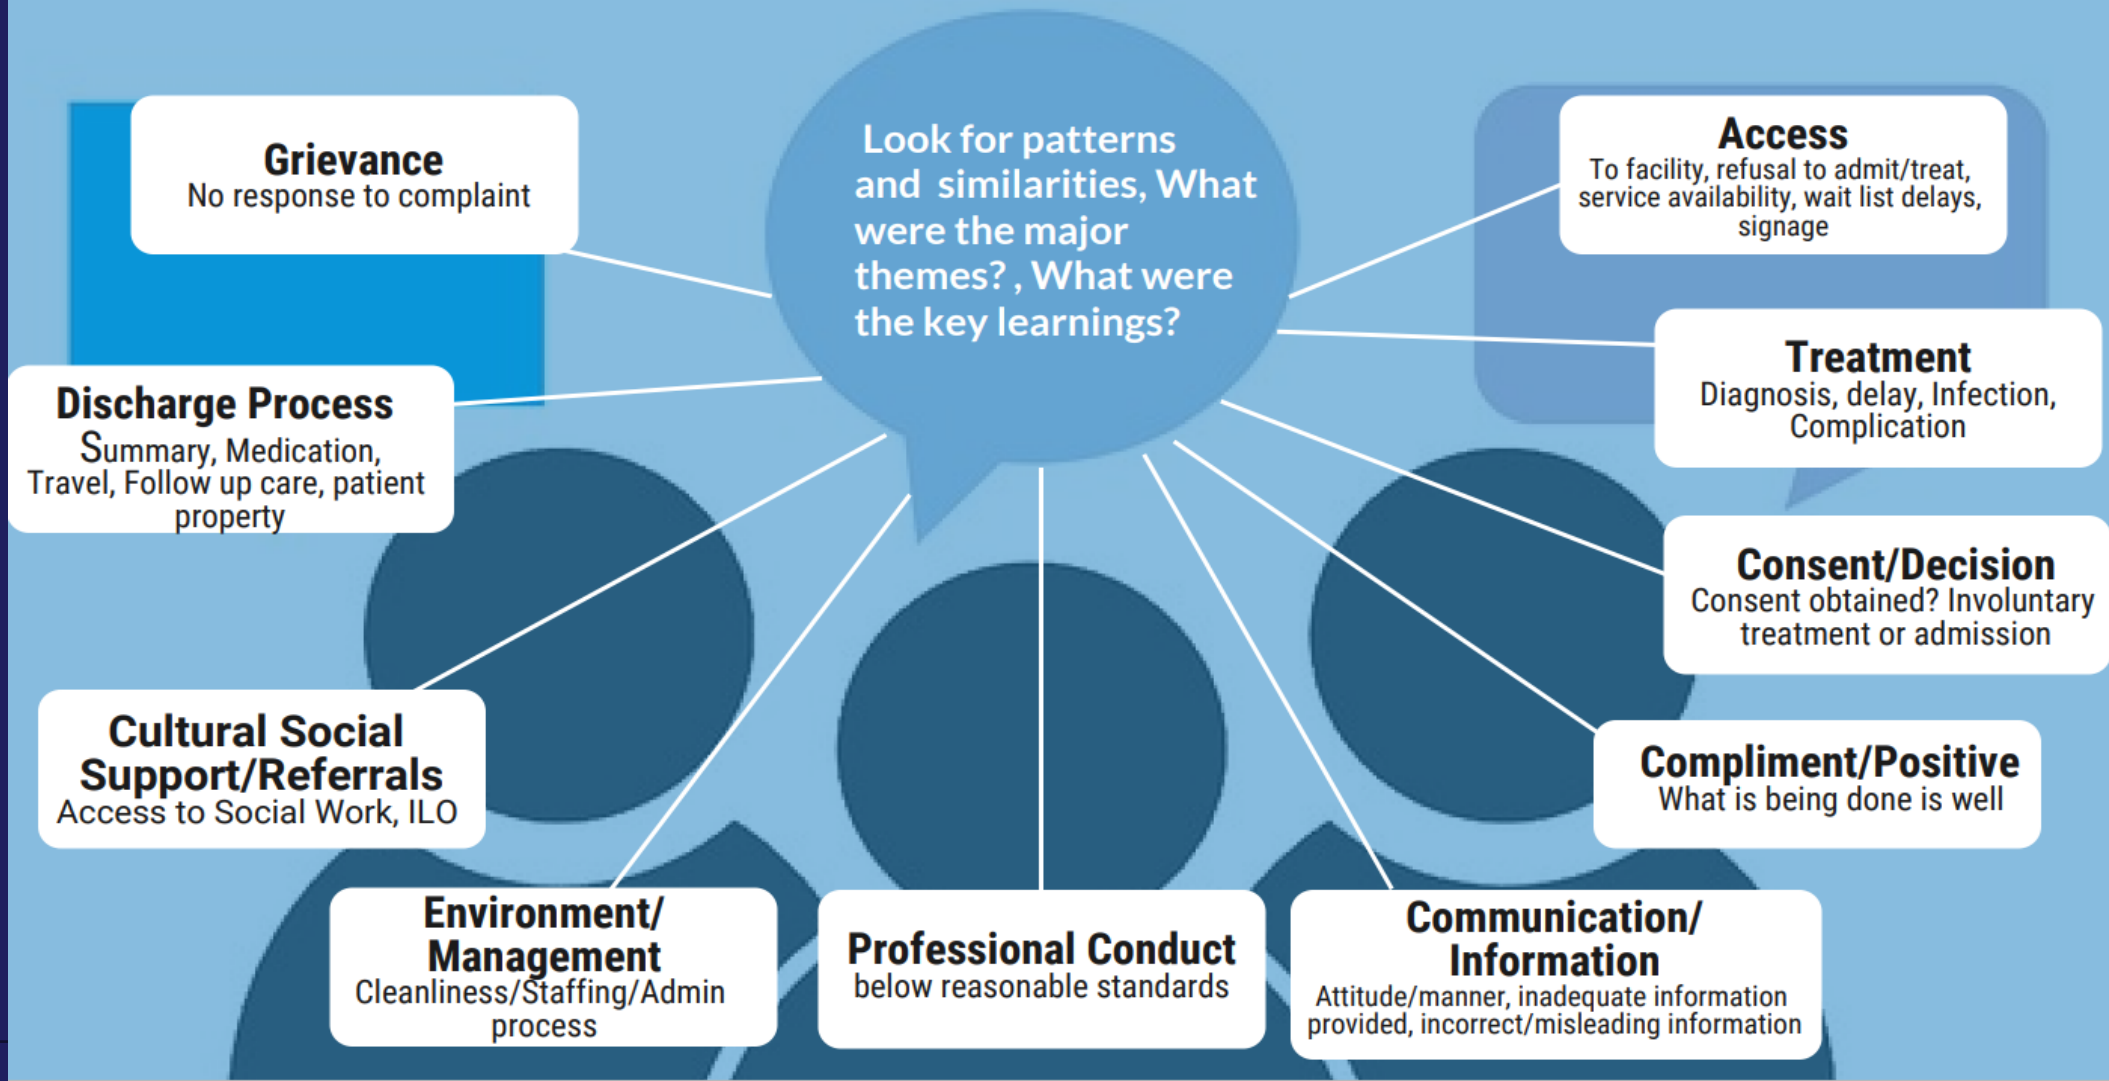 Look for patterns
and similarities, What
were the major
themes? , What were
the key learnings?
Grievance
No response to complaint
Access
To facility, refusal to admit/treat,
service availability, wait list delays,
signage
Discharge Process
Summary, Medication,
Travel, Follow up care, patient
property
Treatment
Diagnosis, delay, Infection,
Complication
Consent/Decision
Consent obtained? Involuntary
treatment or admission
Cultural Social
Support/Referrals
Access to Social Work, ILO
Compliment/Positive
What is being done is well
Environment/
Management
Cleanliness/Staffing/Admin
process
Professional Conduct
below reasonable standards
Communication/
Information
Attitude/manner, inadequate information
provided, incorrect/misleading information